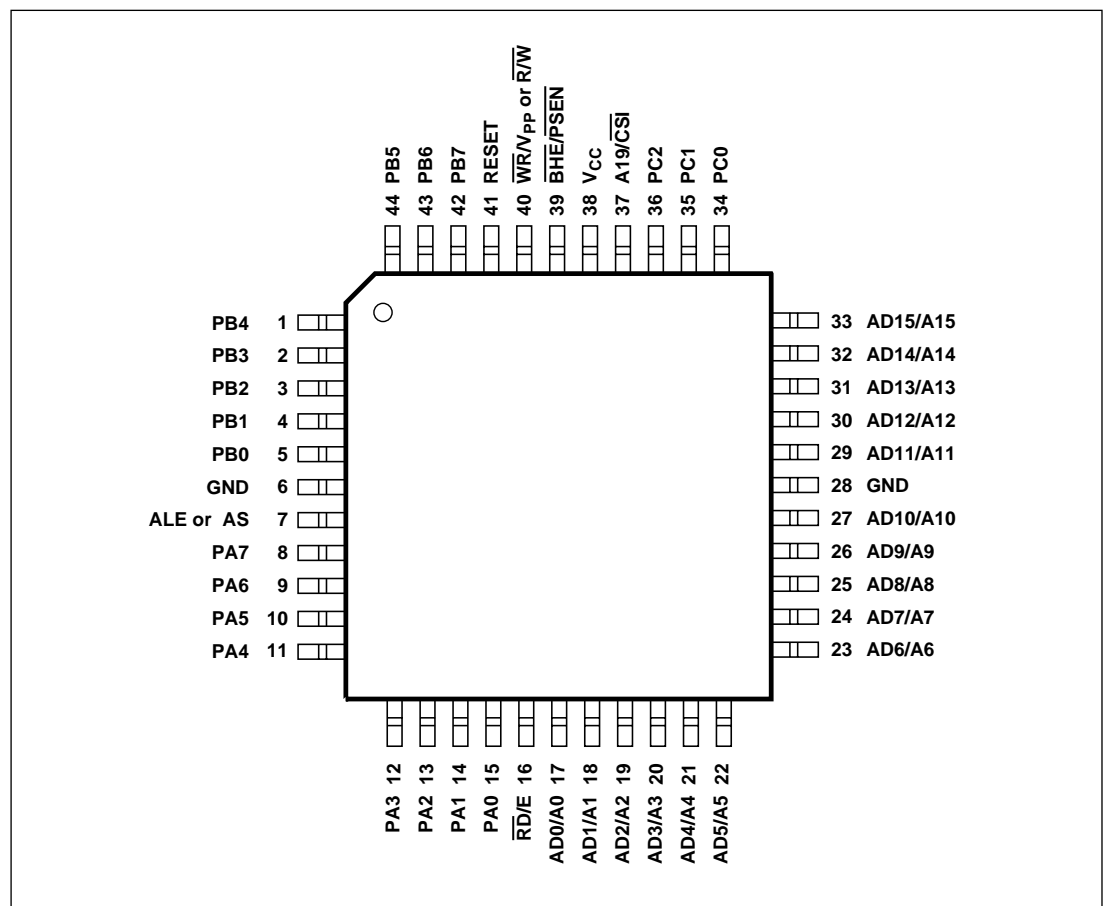 44 PB5
43 PB6
42 PB7
41 RESET
40 W̅R̅/VPP or R̅/̅W̅
39 B̅H̅E̅/P̅S̅E̅N̅
38 VCC
37 A19/C̅S̅I̅
36 PC2
35 PC1
34 PC0
PB4 1
PB3 2
PB2 3
PB1 4
PB0 5
GND 6
ALE or AS 7
PA7 8
PA6 9
PA5 10
PA4 11
33 AD15/A15
32 AD14/A14
31 AD13/A13
30 AD12/A12
29 AD11/A11
28 GND
27 AD10/A10
26 AD9/A9
25 AD8/A8
24 AD7/A7
23 AD6/A6
PA3 12
PA2 13
PA1 14
PA0 15
R̅D̅/E 16
AD0/A0 17
AD1/A1 18
AD2/A2 19
AD3/A3 20
AD4/A4 21
AD5/A5 22